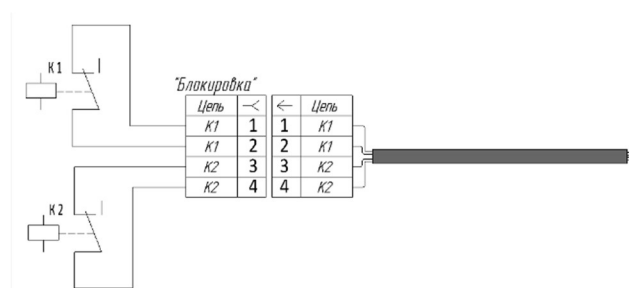 К1
"Блокировка"
Цепь Цепь
К1 1 1 К1
К1 2 2 К1
К2 3 3 К2
К2 4 4 К2
К2